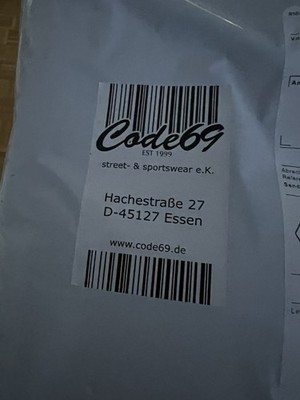 Code69
EST 1999
street- & sportswear e.K.
Hachestraße 27
D-45127 Essen
www.code69.de